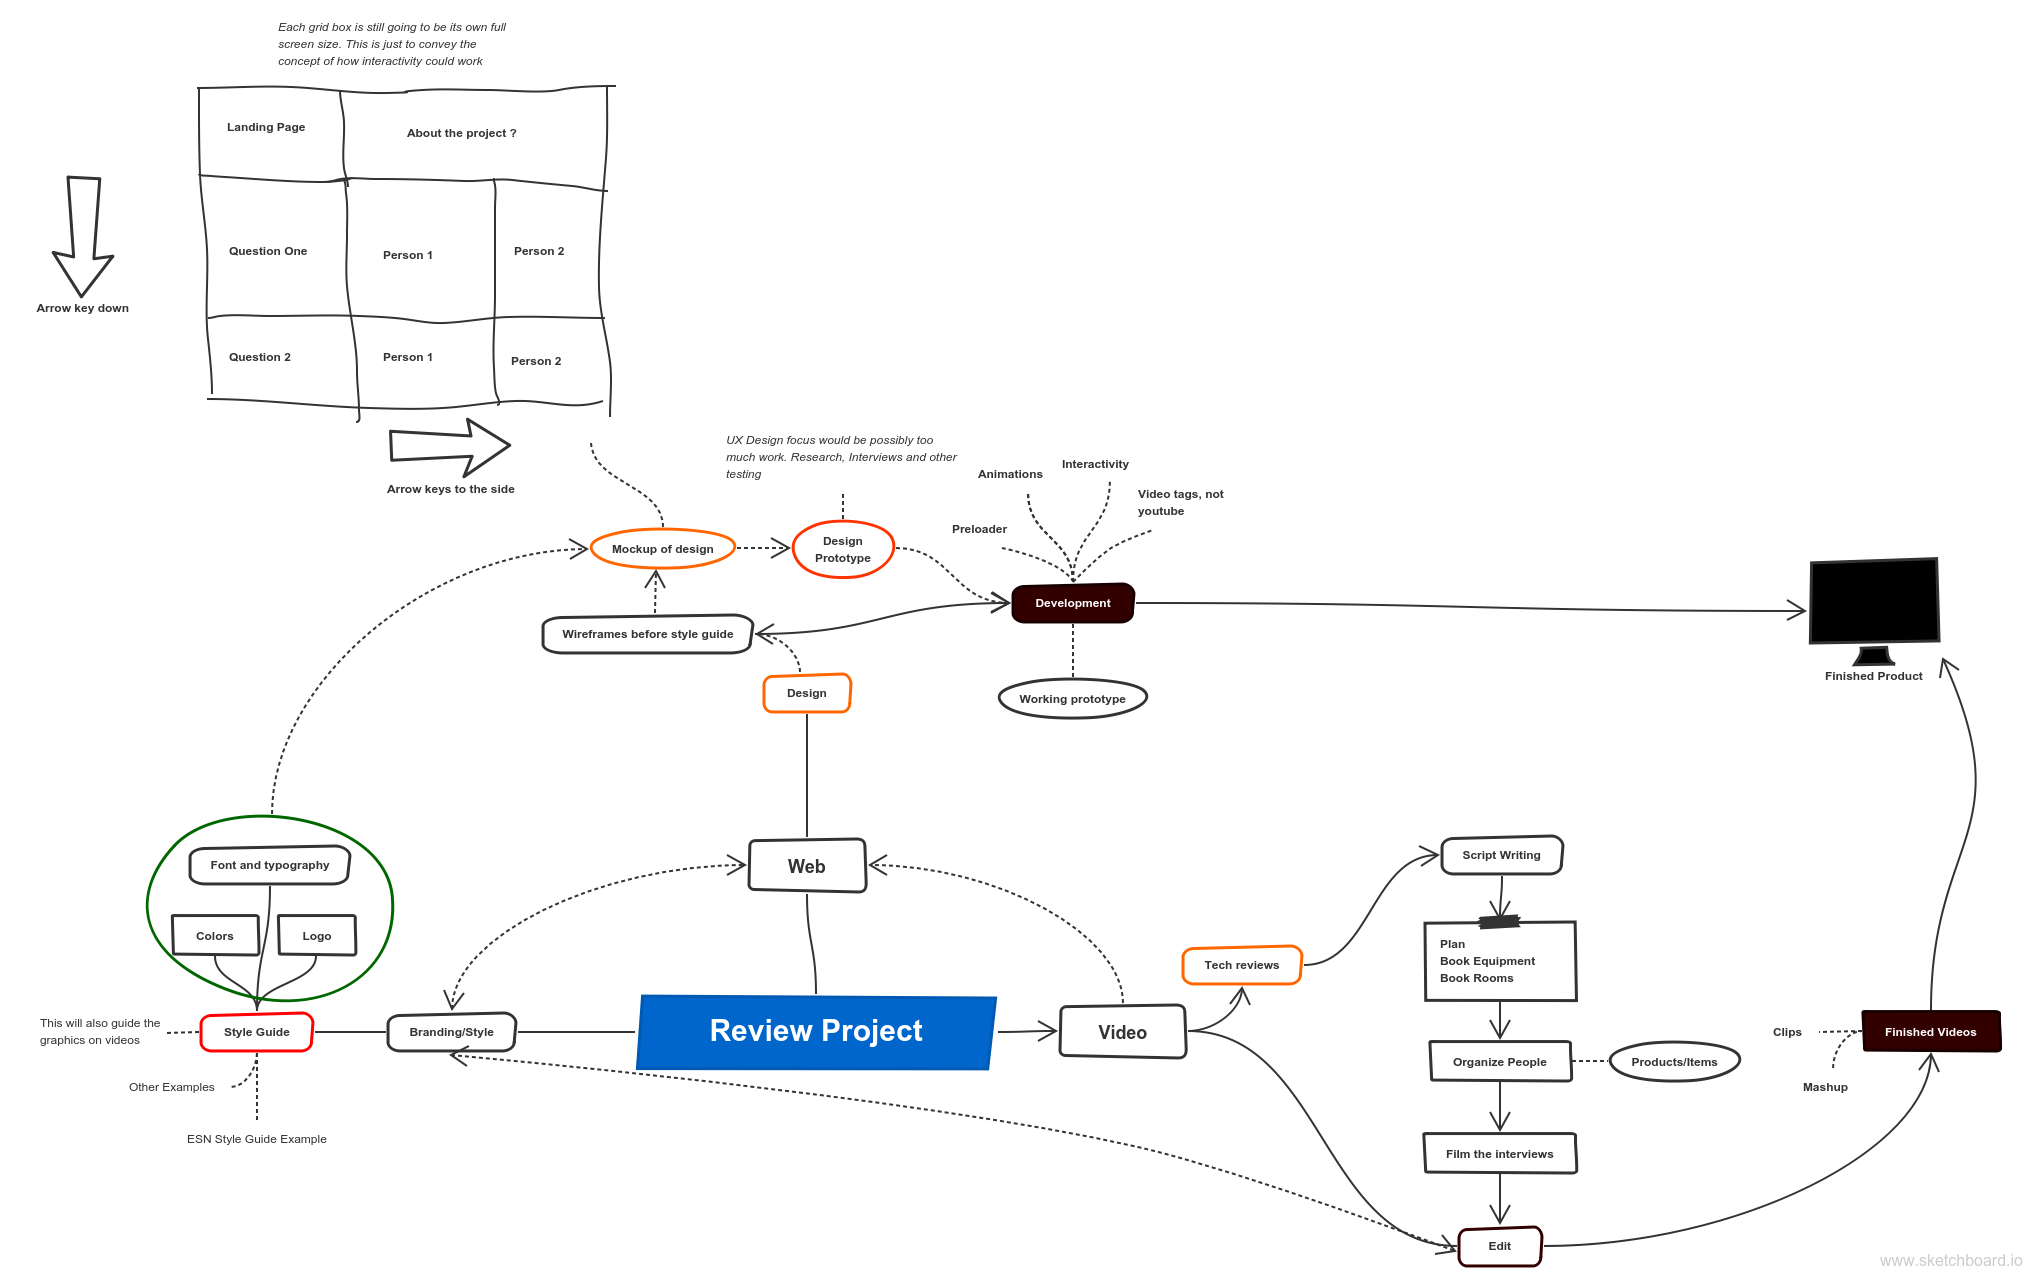 Each grid box is still going to be its own full
screen size. This is just to convey the
concept of how interactivity could work
Landing Page
About the project ?
Question One
Person 1
Person 2
Arrow key down
Question 2
Person 1
Person 2
Arrow keys to the side
UX Design focus would be possibly too
much work. Research, Interviews and other
testing
Animations
Interactivity
Video tags, not
youtube
Preloader
Mockup of design
Design
Prototype
Development
Wireframes before style guide
Design
Working prototype
Finished Product
Font and typography
Web
Script Writing
Colors
Logo
Tech reviews
Plan
Book Equipment
Book Rooms
This will also guide the
graphics on videos
Style Guide
Branding/Style
Review Project
Video
Clips
Finished Videos
Organize People
Products/Items
Other Examples
Mashup
ESN Style Guide Example
Film the interviews
Edit
www.sketchboard.io